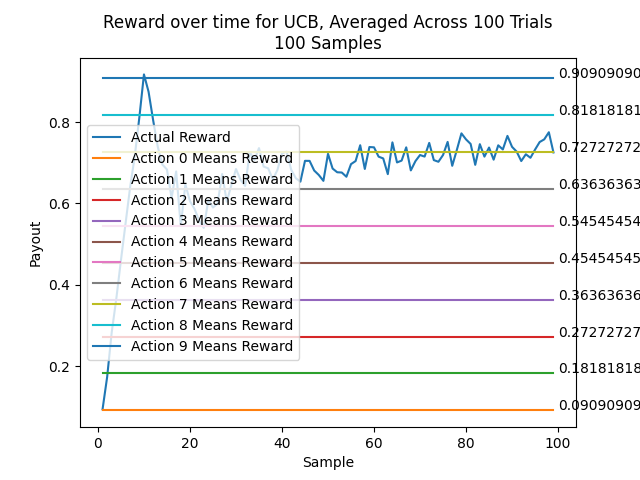 Reward over time for UCB, Averaged Across 100 Trials
100 Samples
0.909090909
0.81818181
0.72727272
0.63636363
0.54545454
0.45454545
0.36363636
0.27272727
0.18181818
0.09090909
Payout
0.8
0.6
0.4
0.2
Actual Reward
Action 0 Means Reward
Action 1 Means Reward
Action 2 Means Reward
Action 3 Means Reward
Action 4 Means Reward
Action 5 Means Reward
Action 6 Means Reward
Action 7 Means Reward
Action 8 Means Reward
Action 9 Means Reward
0 20 40 60 80 100
Sample